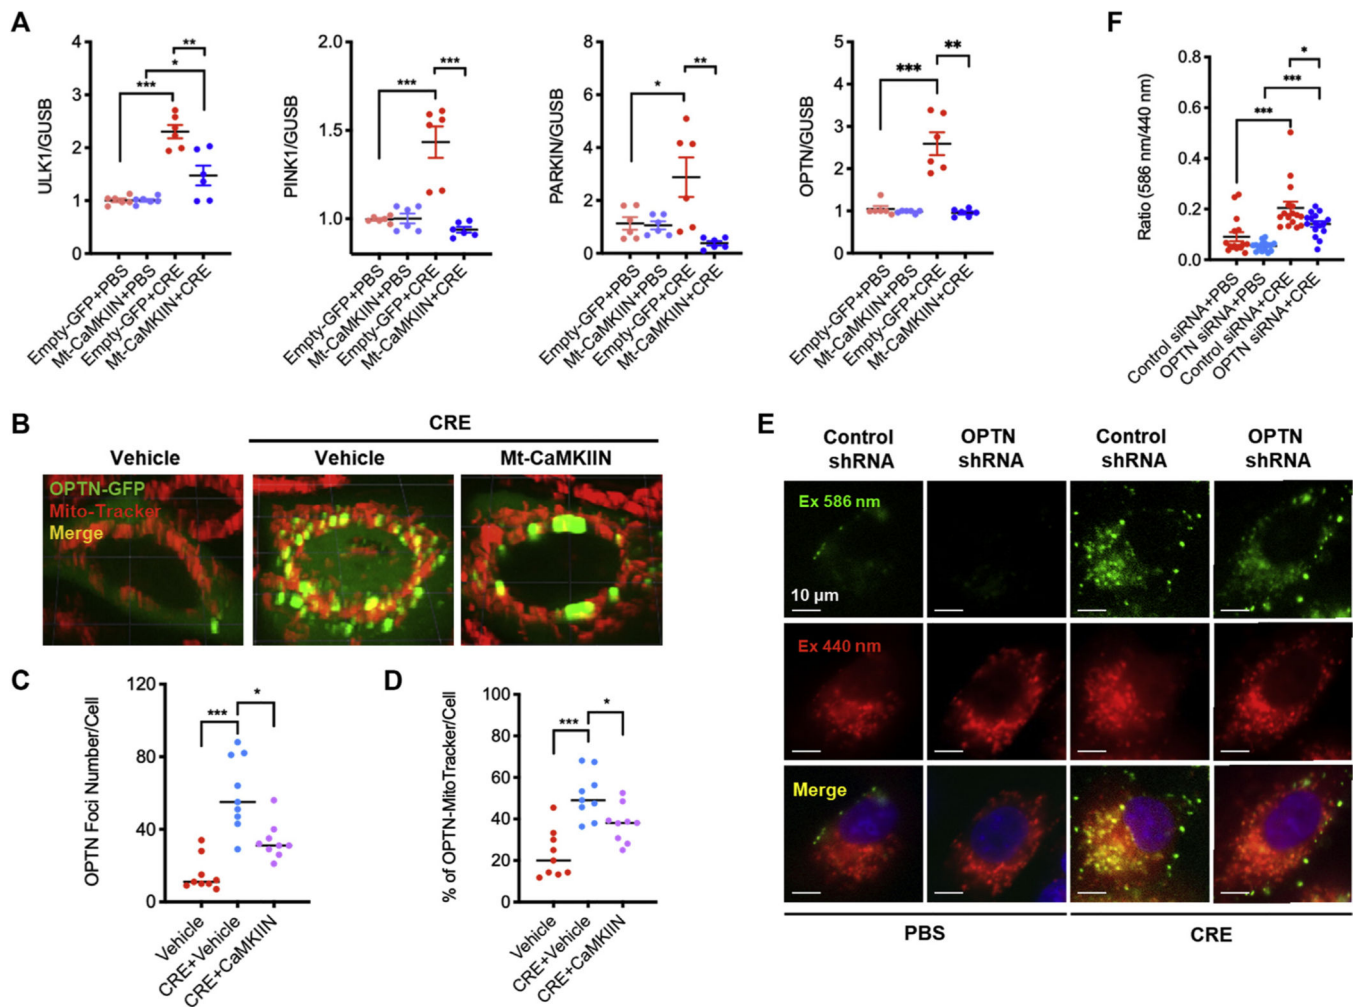 A
ULK1/GUSB
4
3
2
1
0
***
*
**
Empty-GFP+PBS
Mt-CaMKIIN+PBS
Empty-GFP+CRE
Mt-CaMKIIN+CRE
PINK1/GUSB
2.0
1.5
1.0
***
***
Empty-GFP+PBS
Mt-CaMKIIN+PBS
Empty-GFP+CRE
Mt-CaMKIIN+CRE
PARKIN/GUSB
8
6
4
2
0
*
**
Empty-GFP+PBS
Mt-CaMKIIN+PBS
Empty-GFP+CRE
Mt-CaMKIIN+CRE
OPTN/GUSB
5
4
3
2
1
0
***
**
Empty-GFP+PBS
Mt-CaMKIIN+PBS
Empty-GFP+CRE
Mt-CaMKIIN+CRE
F
Ratio (586 nm/440 nm)
0.8
0.6
0.4
0.2
0.0
*
***
***
Control siRNA+PBS
OPTN siRNA+PBS
Control siRNA+CRE
OPTN siRNA+CRE
B
CRE
Vehicle
Vehicle
Mt-CaMKIIN
OPTN-GFP
Mito-Tracker
Merge
C
OPTN Foci Number/Cell
120
80
40
0
***
*
Vehicle
CRE+Vehicle
CRE+CaMKIIN
D
% of OPTN-MitoTracker/Cell
100
80
60
40
20
0
***
*
Vehicle
CRE+Vehicle
CRE+CaMKIIN
E
Control
shRNA
OPTN
shRNA
Control
shRNA
OPTN
shRNA
Ex 586 nm
10 µm
Ex 440 nm
Merge
PBS
CRE